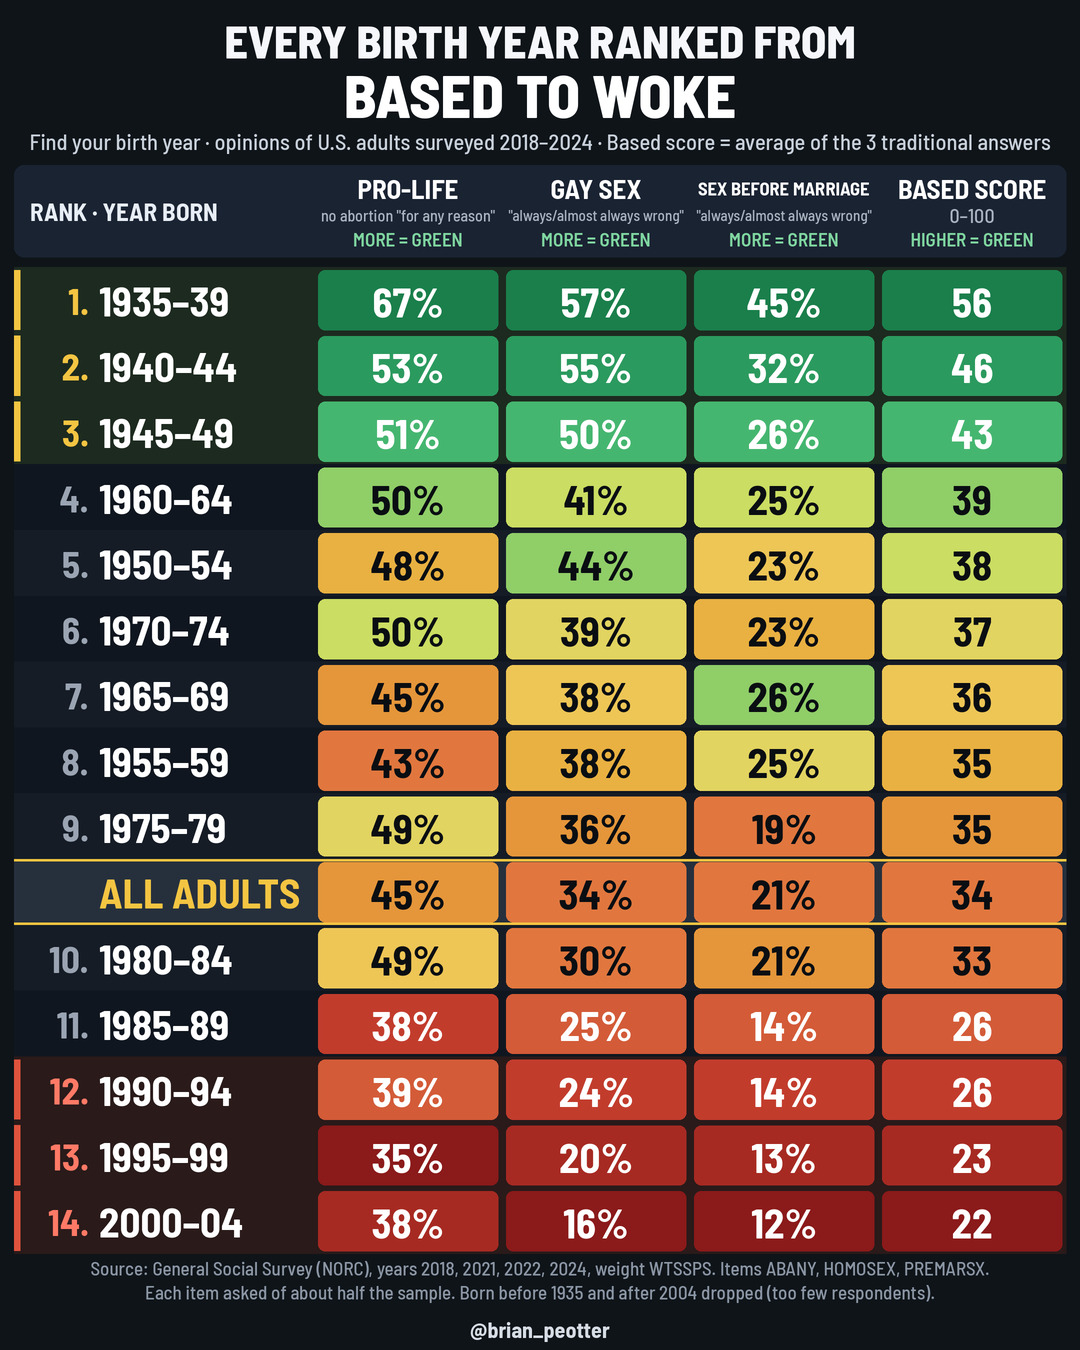 EVERY BIRTH YEAR RANKED FROM
BASED TO WOKE
Find your birth year · opinions of U.S. adults surveyed 2018–2024 · Based score = average of the 3 traditional answers
RANK · YEAR BORN
PRO-LIFE
no abortion "for any reason"
MORE = GREEN
GAY SEX
"always/almost always wrong"
MORE = GREEN
SEX BEFORE MARRIAGE
"always/almost always wrong"
MORE = GREEN
BASED SCORE
0–100
HIGHER = GREEN
1. 1935–39 67% 57% 45% 56
2. 1940–44 53% 55% 32% 46
3. 1945–49 51% 50% 26% 43
4. 1960–64 50% 41% 25% 39
5. 1950–54 48% 44% 23% 38
6. 1970–74 50% 39% 23% 37
7. 1965–69 45% 38% 26% 36
8. 1955–59 43% 38% 25% 35
9. 1975–79 49% 36% 19% 35
ALL ADULTS 45% 34% 21% 34
10. 1980–84 49% 30% 21% 33
11. 1985–89 38% 25% 14% 26
12. 1990–94 39% 24% 14% 26
13. 1995–99 35% 20% 13% 23
14. 2000–04 38% 16% 12% 22
Source: General Social Survey (NORC), years 2018, 2021, 2022, 2024, weight WTSSPS. Items ABANY, HOMOSEX, PREMARSX.
Each item asked of about half the sample. Born before 1935 and after 2004 dropped (too few respondents).
@brian_peotter